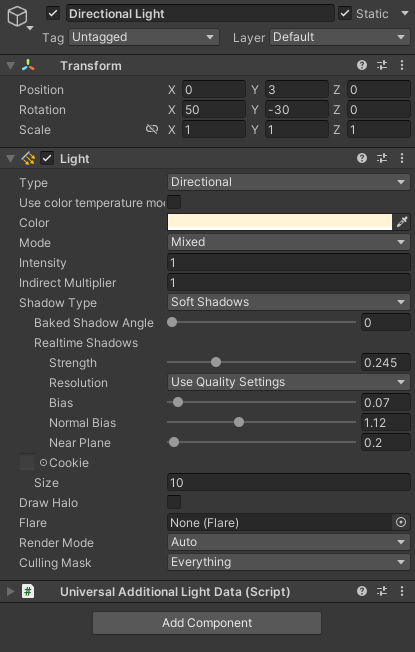 Directional Light Static
Tag Untagged Layer Default
Transform
Position X 0 Y 3 Z 0
Rotation X 50 Y -30 Z 0
Scale X 1 Y 1 Z 1
Light
Type Directional
Use color temperature mo
Color
Mode Mixed
Intensity 1
Indirect Multiplier 1
Shadow Type Soft Shadows
Baked Shadow Angle 0
Realtime Shadows
Strength 0.245
Resolution Use Quality Settings
Bias 0.07
Normal Bias 1.12
Near Plane 0.2
Cookie
Size 10
Draw Halo
Flare None (Flare)
Render Mode Auto
Culling Mask Everything
# Universal Additional Light Data (Script)
Add Component